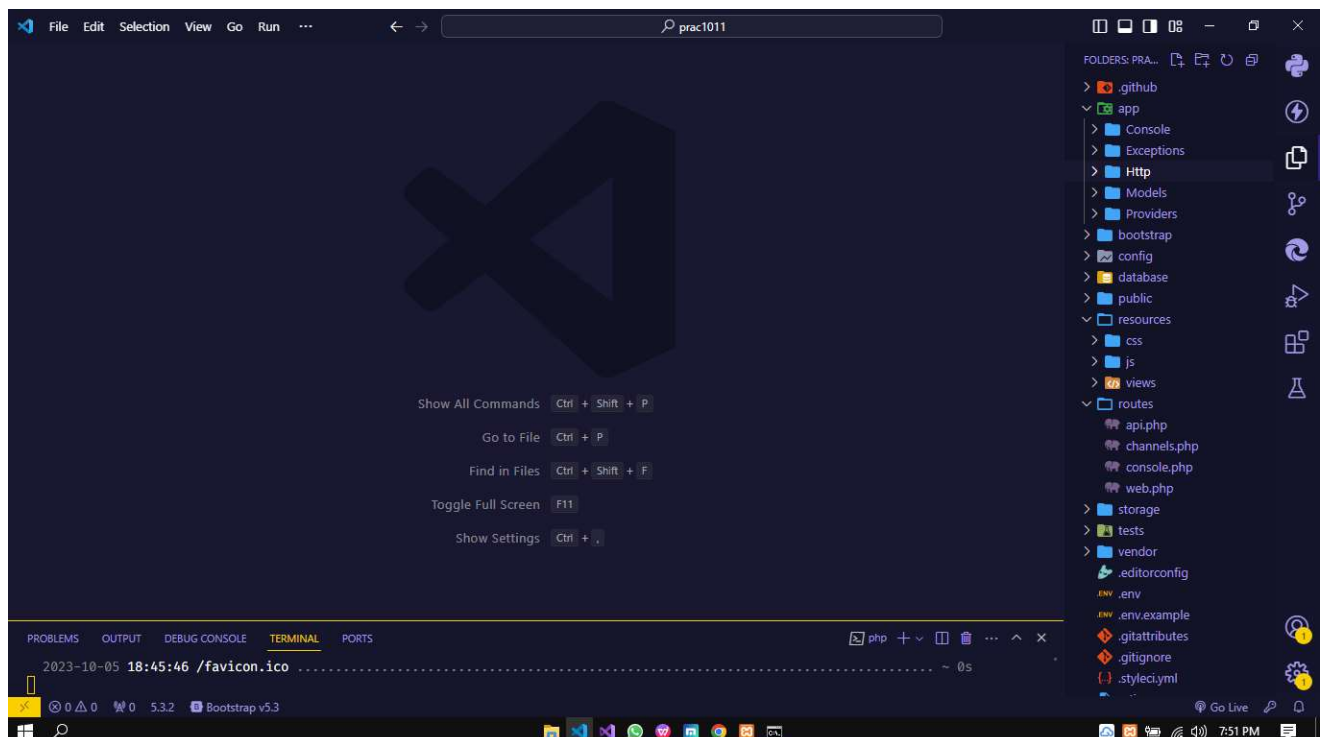 File Edit Selection View Go Run ... prac1011
FOLDERS: PRA...
.github
app
Console
Exceptions
Http
Models
Providers
bootstrap
config
database
public
resources
css
js
views
routes
api.php
channels.php
console.php
web.php
storage
tests
vendor
.editorconfig
.ENV .env
.ENV .env.example
.gitattributes
.gitignore
{..} .styleci.yml
Show All Commands Ctrl + Shift + P
Go to File Ctrl + P
Find in Files Ctrl + Shift + F
Toggle Full Screen F11
Show Settings Ctrl + ,
PROBLEMS OUTPUT DEBUG CONSOLE TERMINAL PORTS php
2023-10-05 18:45:46 /favicon.ico ........................................................................................ ~ 0s
0 0 0 5.3.2 Bootstrap v5.3 Go Live
1
1
7:51 PM